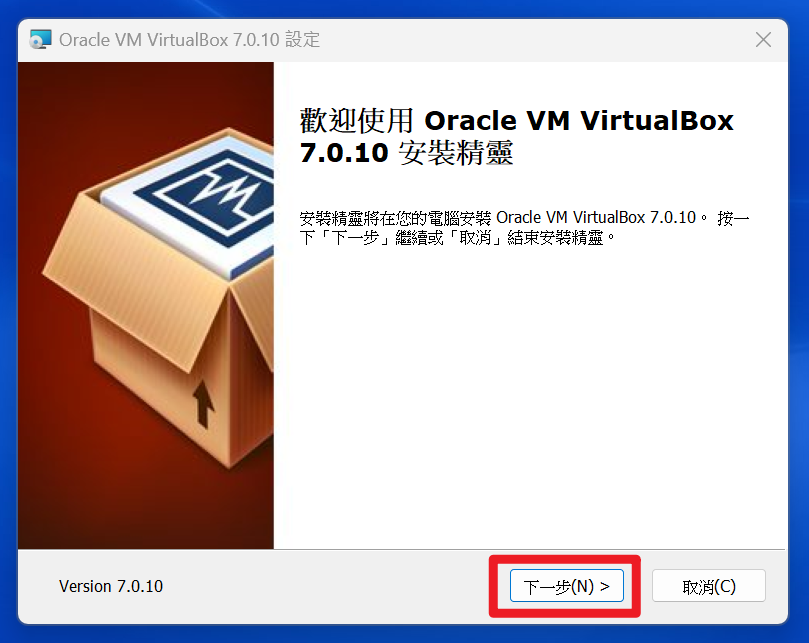 Oracle VM VirtualBox 7.0.10 設定
歡迎使用 Oracle VM VirtualBox
7.0.10 安裝精靈
安裝精靈將在您的電腦安裝 Oracle VM VirtualBox 7.0.10。 按一
下「下一步」繼續或「取消」結束安裝精靈。
Version 7.0.10
下一步(N) >
取消(C)